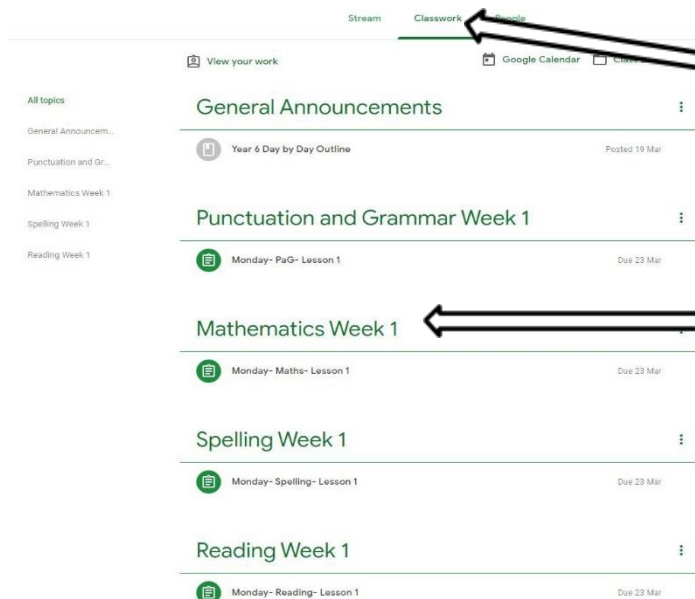 Stream Classwork People
View your work Google Calendar
All topics
General Announcem...
Punctuation and Gr...
Mathematics Week 1
Spelling Week 1
Reading Week 1
General Announcements
Year 6 Day by Day Outline Posted 19 Mar
Punctuation and Grammar Week 1
Monday- PaG- Lesson 1 Due 23 Mar
Mathematics Week 1
Monday- Maths- Lesson 1 Due 23 Mar
Spelling Week 1
Monday- Spelling- Lesson 1 Due 23 Mar
Reading Week 1
Monday- Reading- Lesson 1 Due 23 Mar